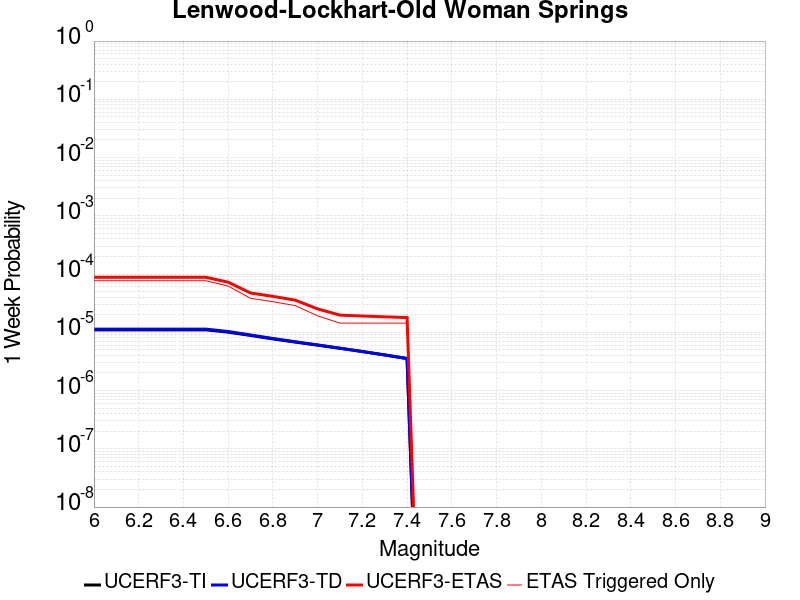 Lenwood-Lockhart-Old Woman Springs
10^0
10^-1
10^-2
10^-3
10^-4
10^-5
10^-6
10^-7
10^-8
1 Week Probability
6 6.2 6.4 6.6 6.8 7 7.2 7.4 7.6 7.8 8 8.2 8.4 8.6 8.8 9
Magnitude
UCERF3-TI UCERF3-TD UCERF3-ETAS ETAS Triggered Only